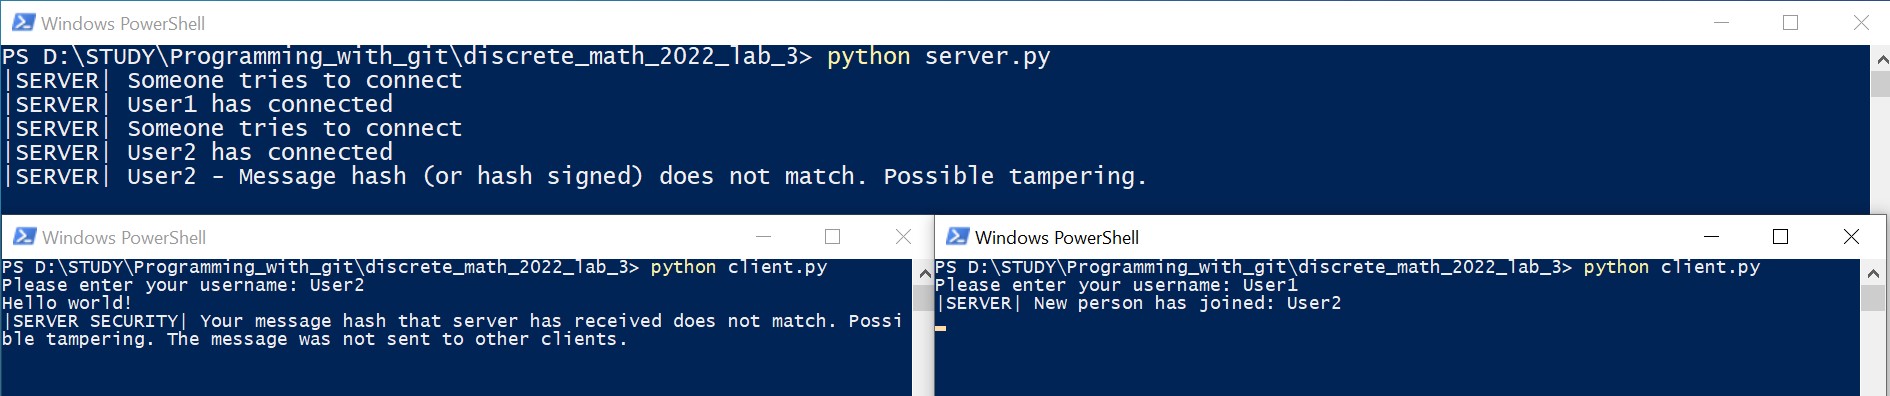 Windows PowerShell
PS D:\STUDY\Programming_with_git\discrete_math_2022_lab_3> python server.py
|SERVER| Someone tries to connect
|SERVER| User1 has connected
|SERVER| Someone tries to connect
|SERVER| User2 has connected
|SERVER| User2 - Message hash (or hash signed) does not match. Possible tampering.
Windows PowerShell
PS D:\STUDY\Programming_with_git\discrete_math_2022_lab_3> python client.py
Please enter your username: User2
Hello world!
|SERVER SECURITY| Your message hash that server has received does not match. Possi
ble tampering. The message was not sent to other clients.
Windows PowerShell
PS D:\STUDY\Programming_with_git\discrete_math_2022_lab_3> python client.py
Please enter your username: User1
|SERVER| New person has joined: User2